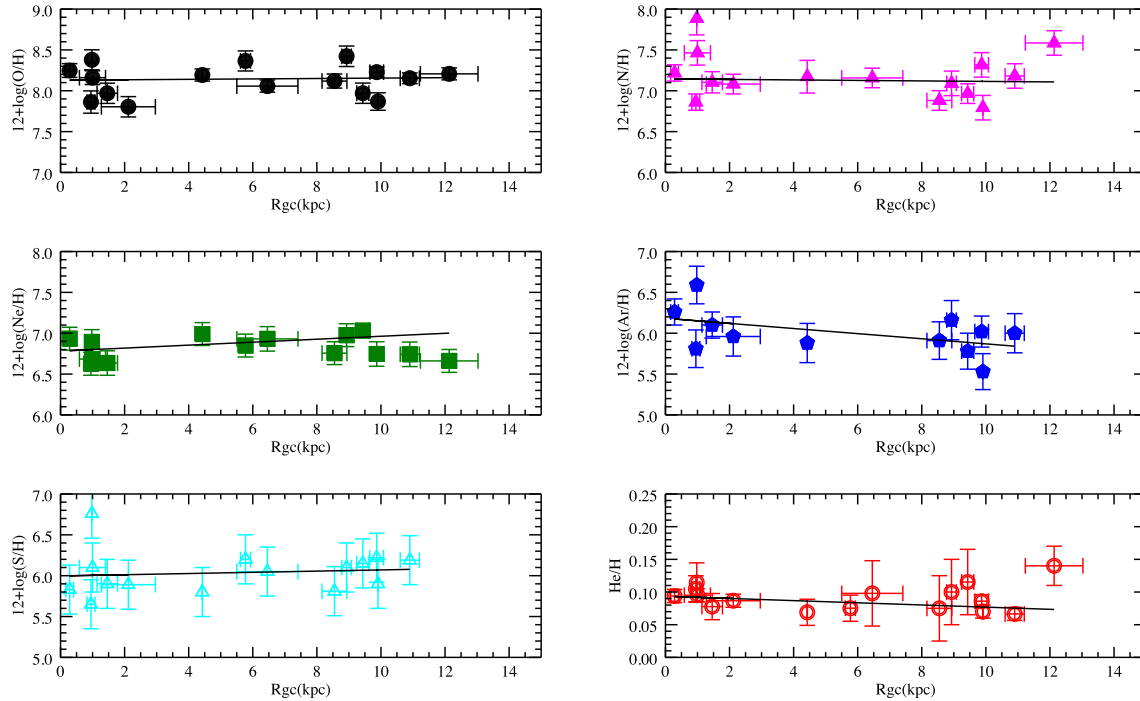 12+log(O/H)
8.5
9.0
8.0
7.5
7.0
0 2 4 6 8 10 12 14
Rgc(kpc)
12+log(N/H)
8.0
7.5
7.0
6.5
6.0
0 2 4 6 8 10 12 14
Rgc(kpc)
12+log(Ne/H)
8.0
7.5
7.0
6.5
6.0
0 2 4 6 8 10 12 14
Rgc(kpc)
12+log(Ar/H)
7.0
6.5
6.0
5.5
5.0
0 2 4 6 8 10 12 14
Rgc(kpc)
12+log(S/H)
7.0
6.5
6.0
5.5
5.0
0 2 4 6 8 10 12 14
Rgc(kpc)
He/H
0.25
0.20
0.15
0.10
0.05
0.00
0 2 4 6 8 10 12 14
Rgc(kpc)